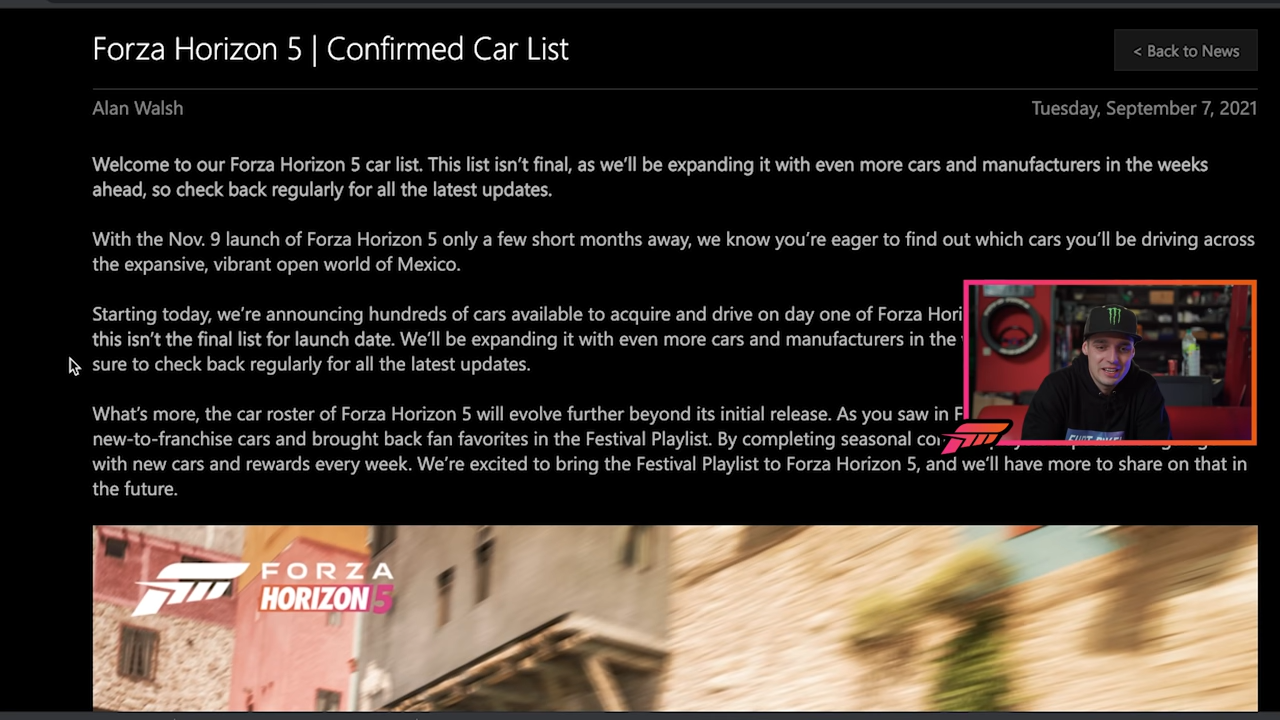 Forza Horizon 5 | Confirmed Car List
< Back to News
Alan Walsh
Tuesday, September 7, 2021
Welcome to our Forza Horizon 5 car list. This list isn’t final, as we’ll be expanding it with even more cars and manufacturers in the weeks
ahead, so check back regularly for all the latest updates.
With the Nov. 9 launch of Forza Horizon 5 only a few short months away, we know you’re eager to find out which cars you’ll be driving across
the expansive, vibrant open world of Mexico.
Starting today, we’re announcing hundreds of cars available to acquire and drive on day one of Forza Hori
this isn’t the final list for launch date. We’ll be expanding it with even more cars and manufacturers in the
sure to check back regularly for all the latest updates.
What’s more, the car roster of Forza Horizon 5 will evolve further beyond its initial release. As you saw in F
new-to-franchise cars and brought back fan favorites in the Festival Playlist. By completing seasonal
with new cars and rewards every week. We’re excited to bring the Festival Playlist to Forza Horizon 5, and we’ll have more to share on that in
the future.
FORZA
HORIZON 5